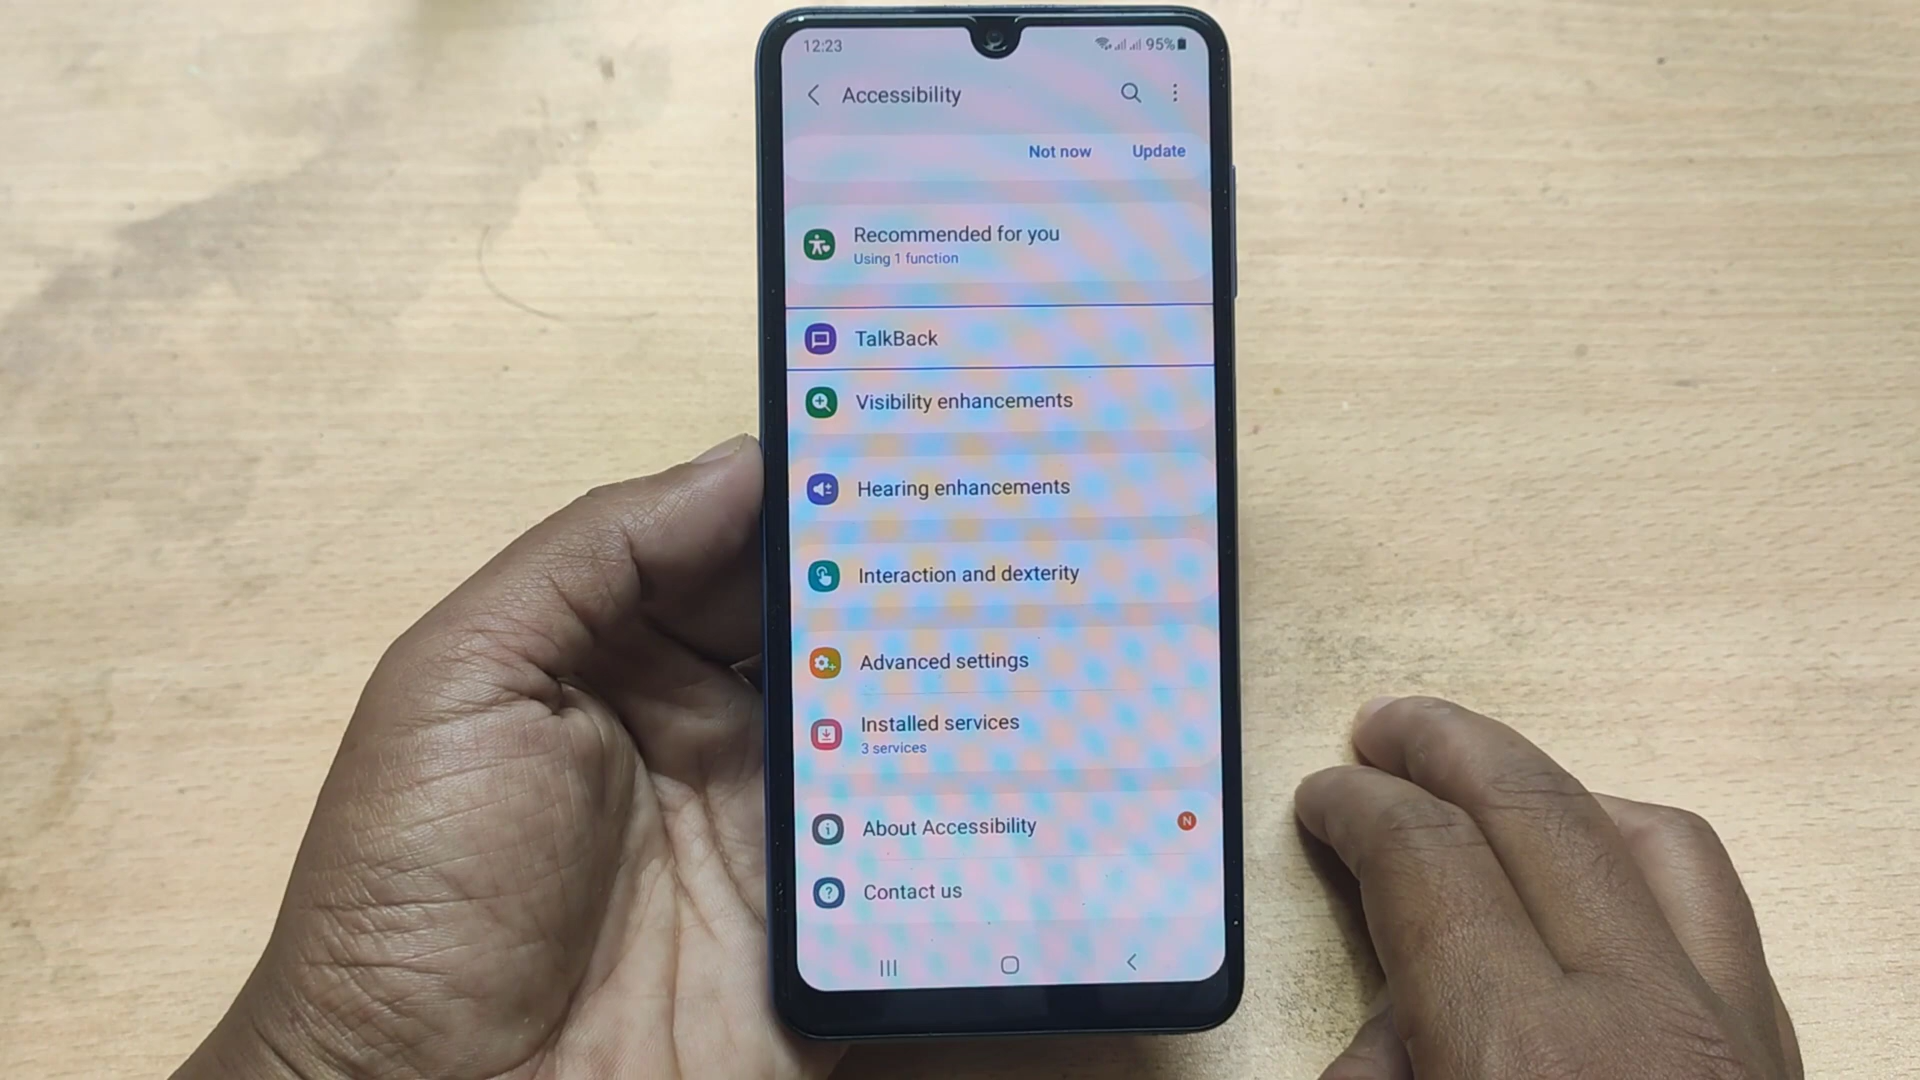 12:23 95%
Accessibility
Not now Update
Recommended for you
Using 1 function
TalkBack
Visibility enhancements
Hearing enhancements
Interaction and dexterity
Advanced settings
Installed services
3 services
About Accessibility N
Contact us